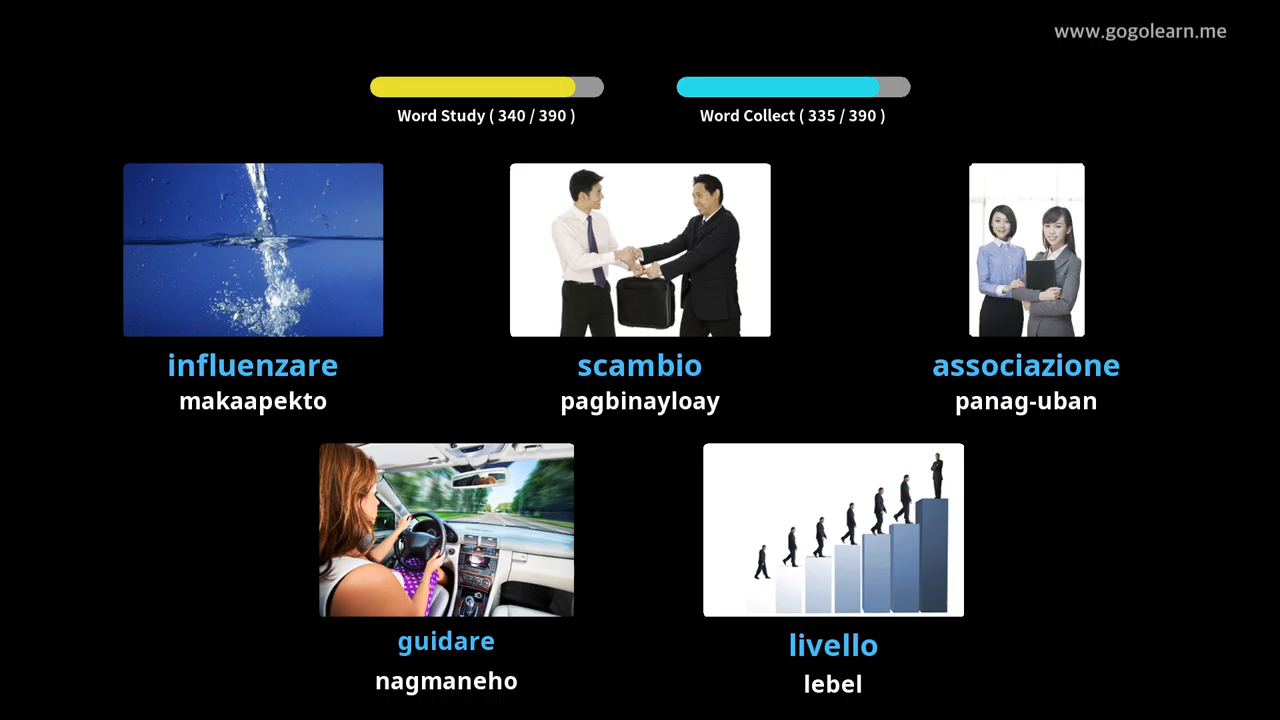 www.gogolearn.me
Word Study ( 340 / 390 )
Word Collect ( 335 / 390 )
influenzare
makaapekto
scambio
pagbinayloay
associazione
panag-uban
guidare
nagmaneho
livello
lebel